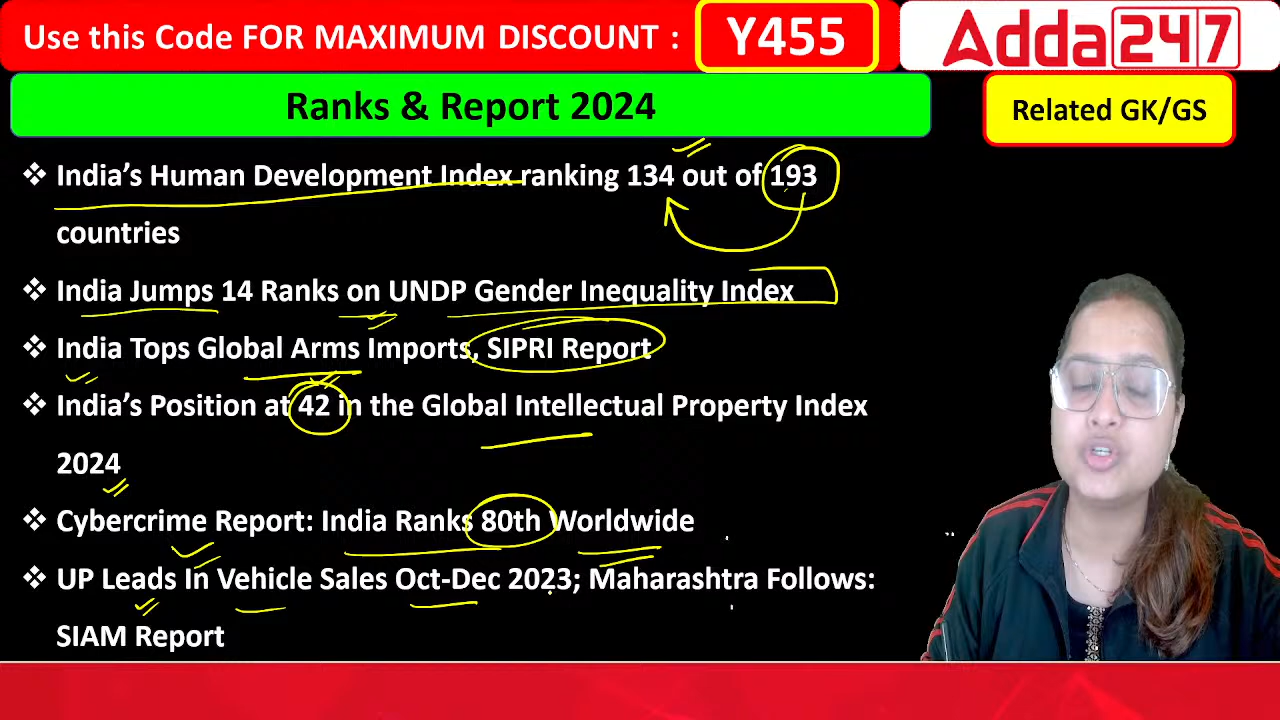 Use this Code FOR MAXIMUM DISCOUNT : Y455 Adda247
Ranks & Report 2024
Related GK/GS
❖ India's Human Development Index ranking 134 out of 193
countries
❖ India Jumps 14 Ranks on UNDP Gender Inequality Index
❖ India Tops Global Arms Imports, SIPRI Report
❖ India's Position at 42 in the Global Intellectual Property Index
2024
❖ Cybercrime Report: India Ranks 80th Worldwide
❖ UP Leads In Vehicle Sales Oct-Dec 2023; Maharashtra Follows:
SIAM Report